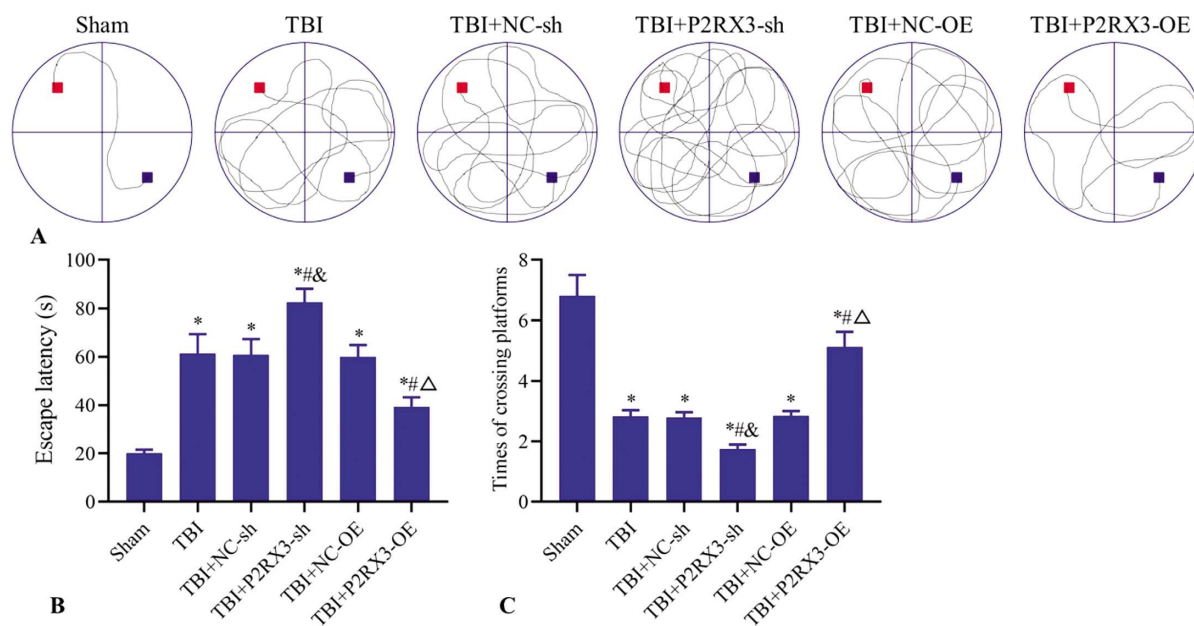 Sham TBI TBI+NC-sh TBI+P2RX3-sh TBI+NC-OE TBI+P2RX3-OE
A
Escape latency (s)
100
80
60
40
20
0
*
*
*#&
*
*#△
Sham
TBI
TBI+NC-sh
TBI+P2RX3-sh
TBI+NC-OE
TBI+P2RX3-OE
B
Times of crossing platforms
8
6
4
2
0
*
*
*#&
*
*#△
Sham
TBI
TBI+NC-sh
TBI+P2RX3-sh
TBI+NC-OE
TBI+P2RX3-OE
C